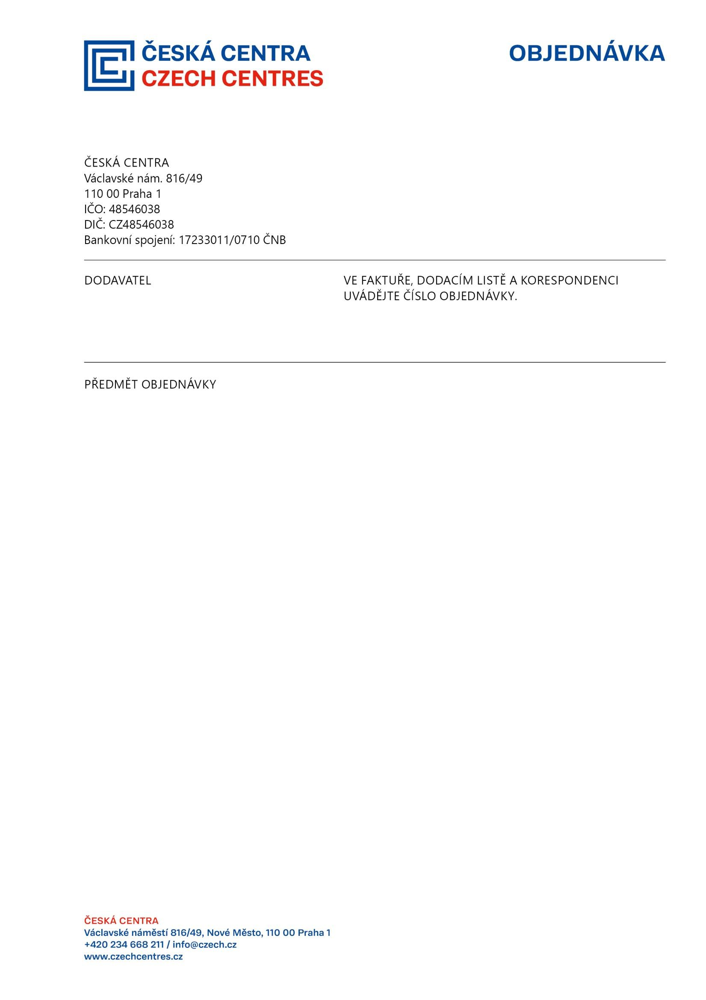 ČESKÁ CENTRA
CZECH CENTRES
OBJEDNÁVKA
ČESKÁ CENTRA
Václavské nám. 816/49
110 00 Praha 1
IČO: 48546038
DIČ: CZ48546038
Bankovní spojení: 17233011/0710 ČNB
DODAVATEL
VE FAKTUŘE, DODACÍM LISTĚ A KORESPONDENCI
UVÁDĚJTE ČÍSLO OBJEDNÁVKY.
PŘEDMĚT OBJEDNÁVKY
ČESKÁ CENTRA
Václavské náměstí 816/49, Nové Město, 110 00 Praha 1
+420 234 668 211 / info@czech.cz
www.czechcentres.cz